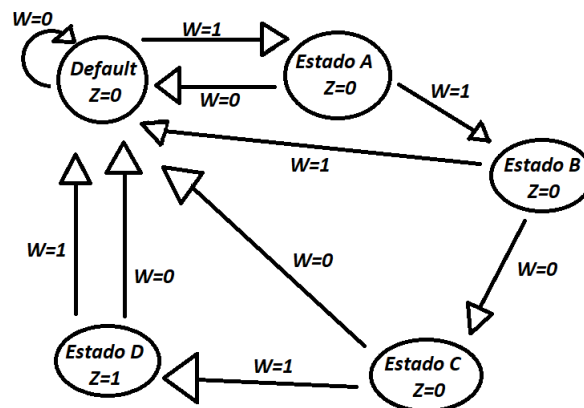 W=0
Default
Z=0
W=1
W=0
Estado A
Z=0
W=1
W=1
Estado B
Z=0
W=0
W=0
W=1
W=0
Estado D
Z=1
W=1
Estado C
Z=0